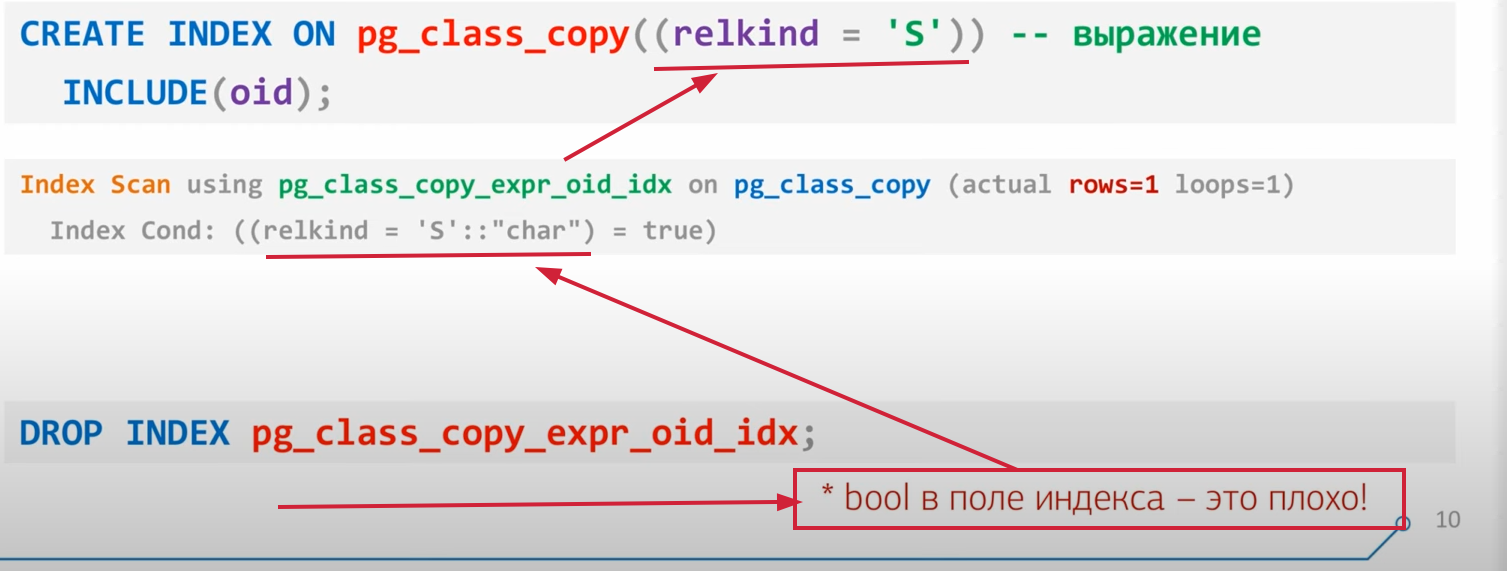 CREATE INDEX ON pg_class_copy((relkind = 'S')) -- выражение
INCLUDE(oid);
Index Scan using pg_class_copy_expr_oid_idx on pg_class_copy (actual rows=1 loops=1)
Index Cond: ((relkind = 'S'::"char") = true)
DROP INDEX pg_class_copy_expr_oid_idx;
* bool в поле индекса – это плохо!
10